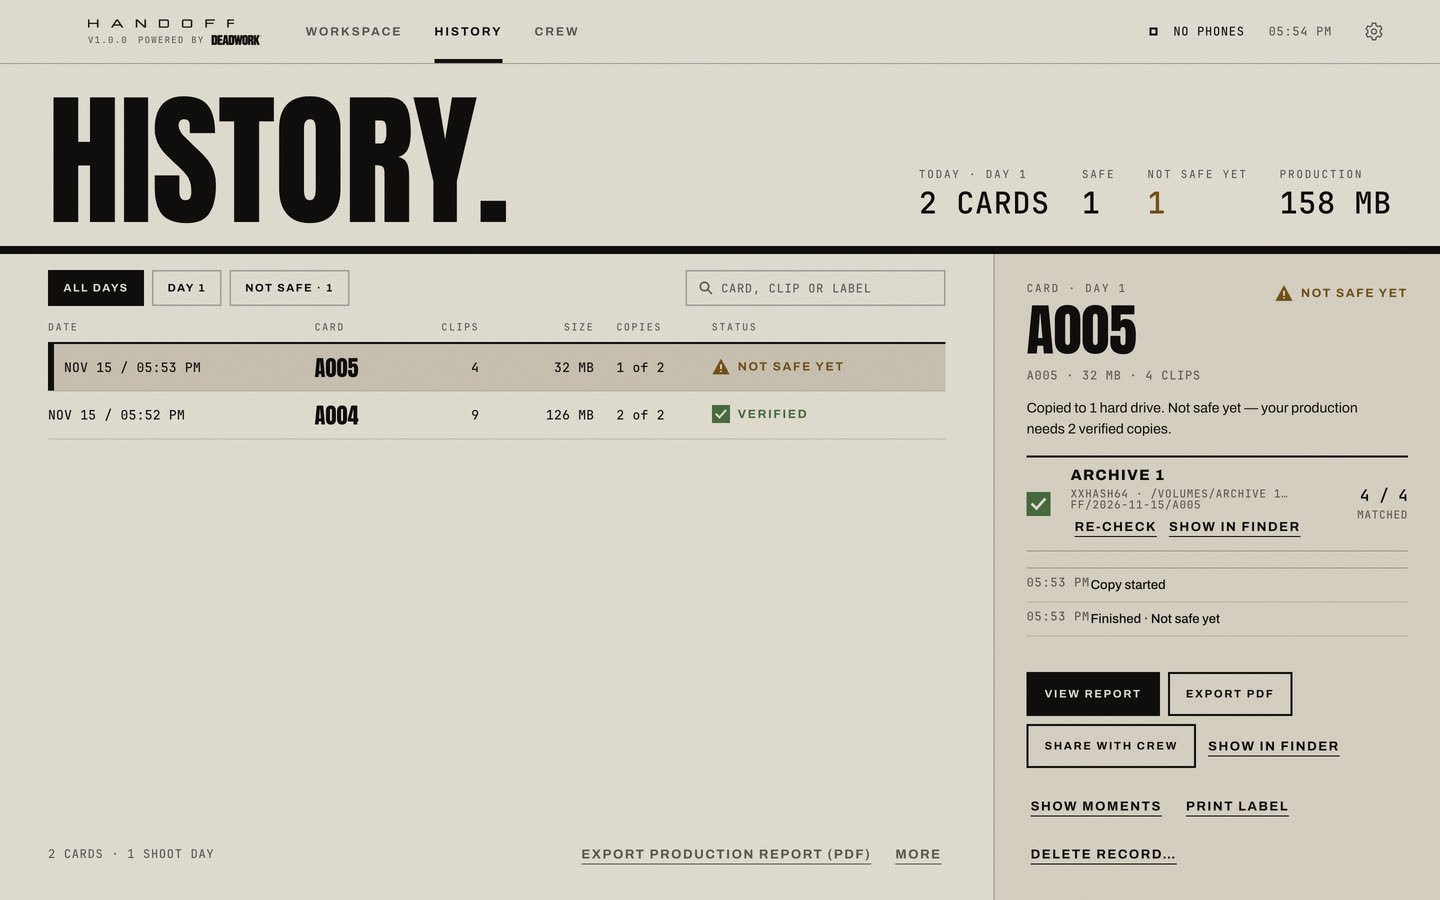 HANDOFF
V1.0.0 POWERED BY DEADWORK
WORKSPACE
HISTORY
CREW
NO PHONES
05:54 PM
HISTORY.
TODAY · DAY 1
2 CARDS
SAFE
1
NOT SAFE YET
1
PRODUCTION
158 MB
ALL DAYS
DAY 1
NOT SAFE · 1
CARD, CLIP OR LABEL
DATE CARD CLIPS SIZE COPIES STATUS
NOV 15 / 05:53 PM A005 4 32 MB 1 of 2 NOT SAFE YET
NOV 15 / 05:52 PM A004 9 126 MB 2 of 2 VERIFIED
2 CARDS · 1 SHOOT DAY
EXPORT PRODUCTION REPORT (PDF)
MORE
CARD · DAY 1
NOT SAFE YET
A005
A005 · 32 MB · 4 CLIPS
Copied to 1 hard drive. Not safe yet — your production
needs 2 verified copies.
ARCHIVE 1
XXHASH64 · /VOLUMES/ARCHIVE 1…
FF/2026-11-15/A005
4 / 4
MATCHED
RE-CHECK
SHOW IN FINDER
05:53 PM Copy started
05:53 PM Finished · Not safe yet
VIEW REPORT
EXPORT PDF
SHARE WITH CREW
SHOW IN FINDER
SHOW MOMENTS
PRINT LABEL
DELETE RECORD…